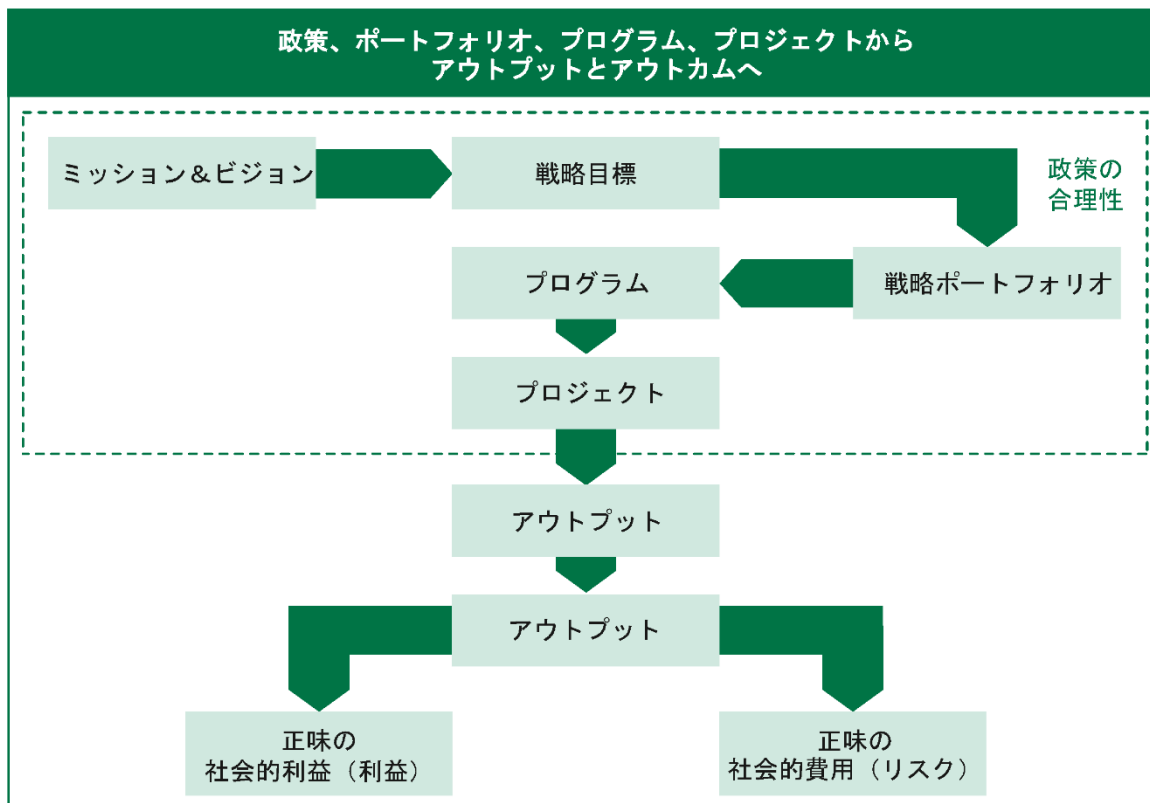 政策、ポートフォリオ、プログラム、プロジェクトから
アウトプットとアウトカムへ
ミッション＆ビジョン
戦略目標
政策の
合理性
プログラム
戦略ポートフォリオ
プロジェクト
アウトプット
アウトプット
正味の
社会的利益（利益）
正味の
社会的費用（リスク）